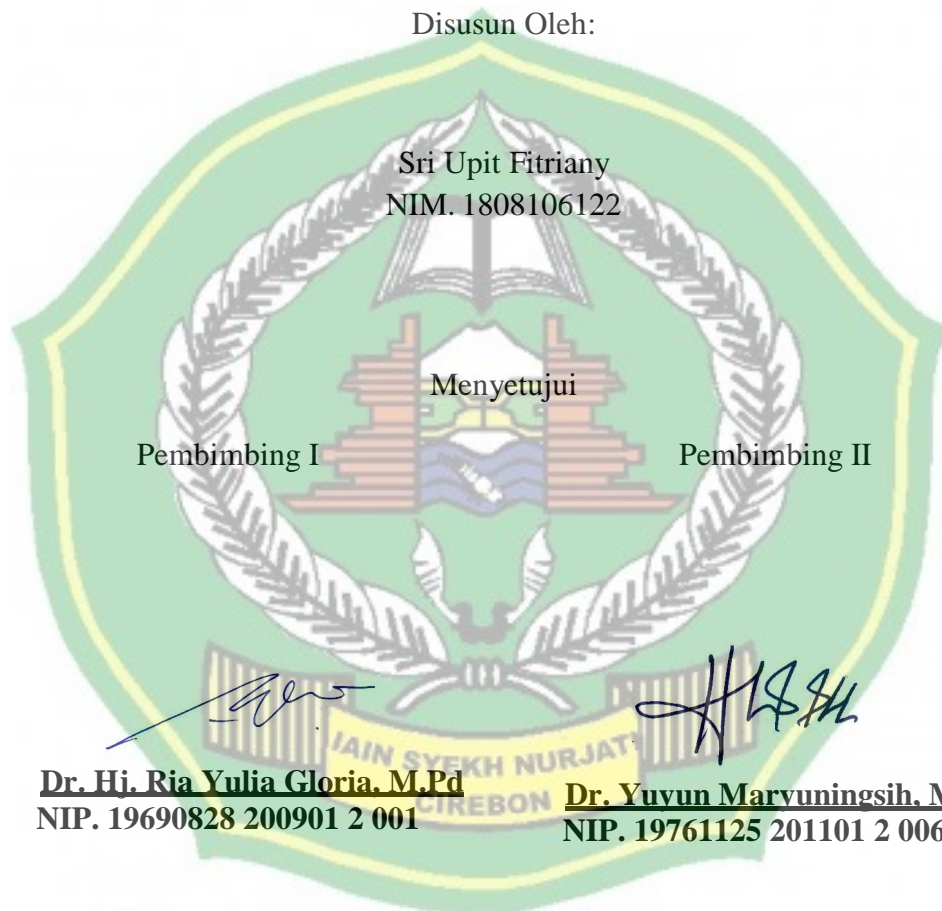 Disusun Oleh:
Sri Upit Fitriany
NIM. 1808106122
Menyetujui
Pembimbing I
Pembimbing II
IAIN SYEKH NURJATI
CIREBON
Dr. Hj. Ria Yulia Gloria, M.Pd
NIP. 19690828 200901 2 001
Dr. Yuyun Maryuningsih, M
NIP. 19761125 201101 2 006